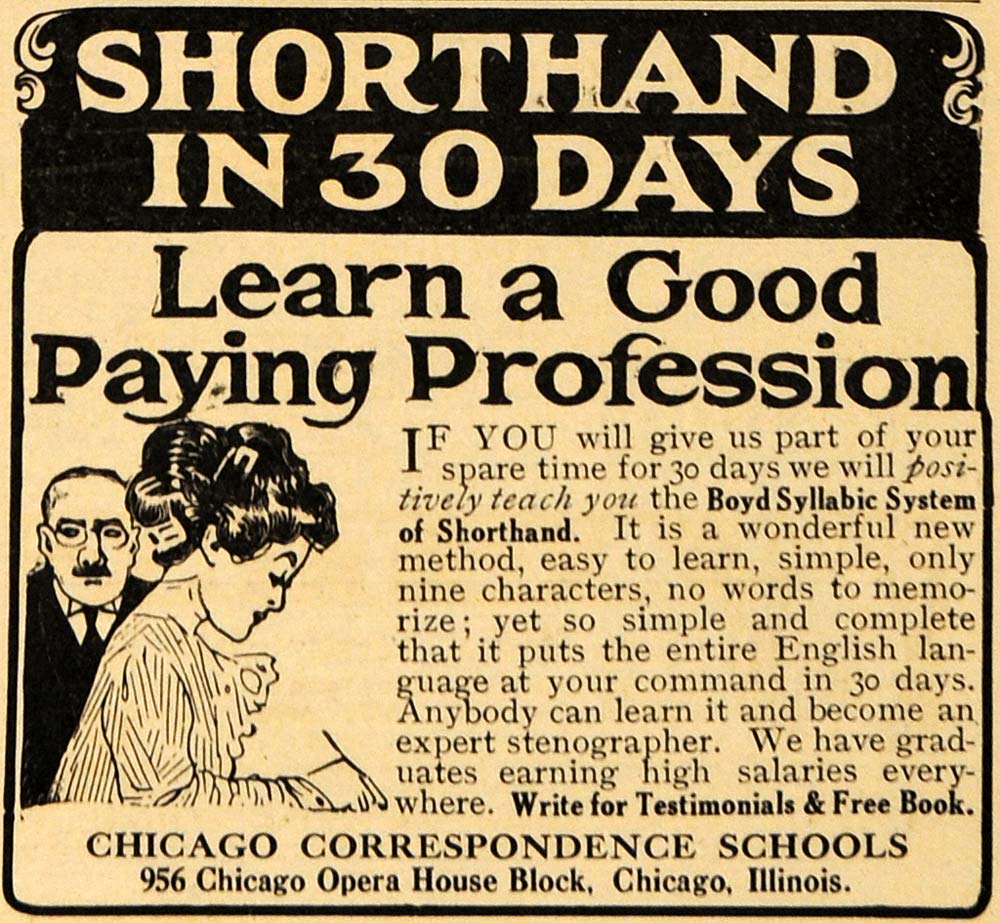 SHORTHAND
IN 30 DAYS
Learn a Good
Paying Profession
IF YOU will give us part of your
spare time for 30 days we will posi-
tively teach you the Boyd Syllabic System
of Shorthand. It is a wonderful new
method, easy to learn, simple, only
nine characters, no words to memo-
rize; yet so simple and complete
that it puts the entire English lan-
guage at your command in 30 days.
Anybody can learn it and become an
expert stenographer. We have grad-
uates earning high salaries every-
where. Write for Testimonials & Free Book.
CHICAGO CORRESPONDENCE SCHOOLS
956 Chicago Opera House Block, Chicago, Illinois.